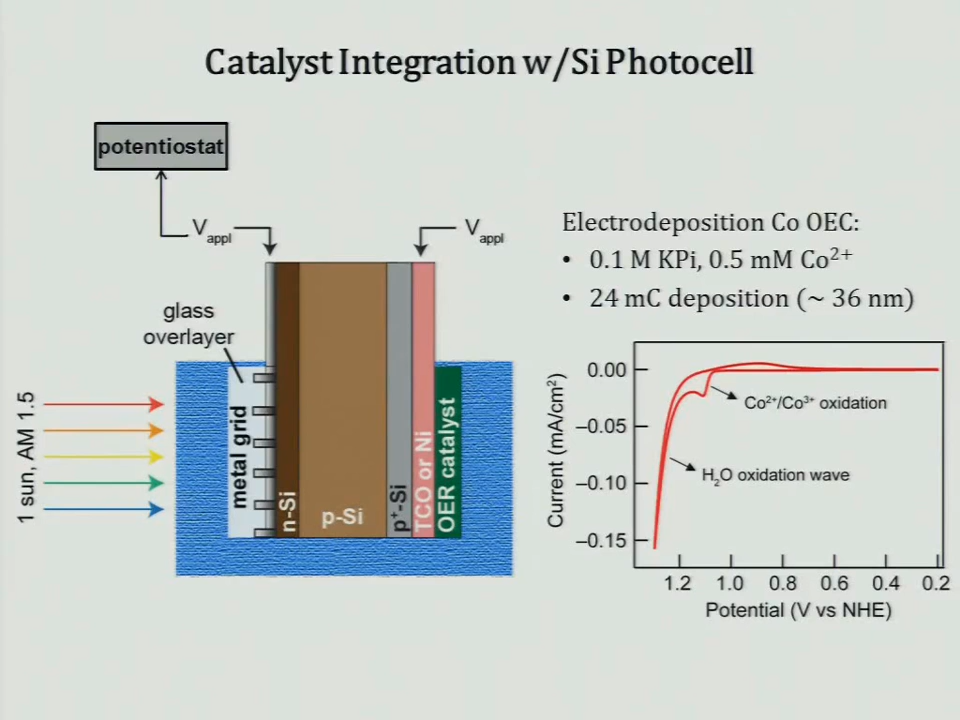 Catalyst Integration w/Si Photocell
potentiostat
V appl
V appl
glass
overlayer
1 sun, AM 1.5
metal grid
n-Si
p-Si
p⁺-Si
TCO or Ni
OER catalyst
Electrodeposition Co OEC:
• 0.1 M KPi, 0.5 mM Co²⁺
• 24 mC deposition (~ 36 nm)
Current (mA/cm²)
0.00
−0.05
−0.10
−0.15
Co²⁺/Co³⁺ oxidation
H₂O oxidation wave
1.2 1.0 0.8 0.6 0.4 0.2
Potential (V vs NHE)